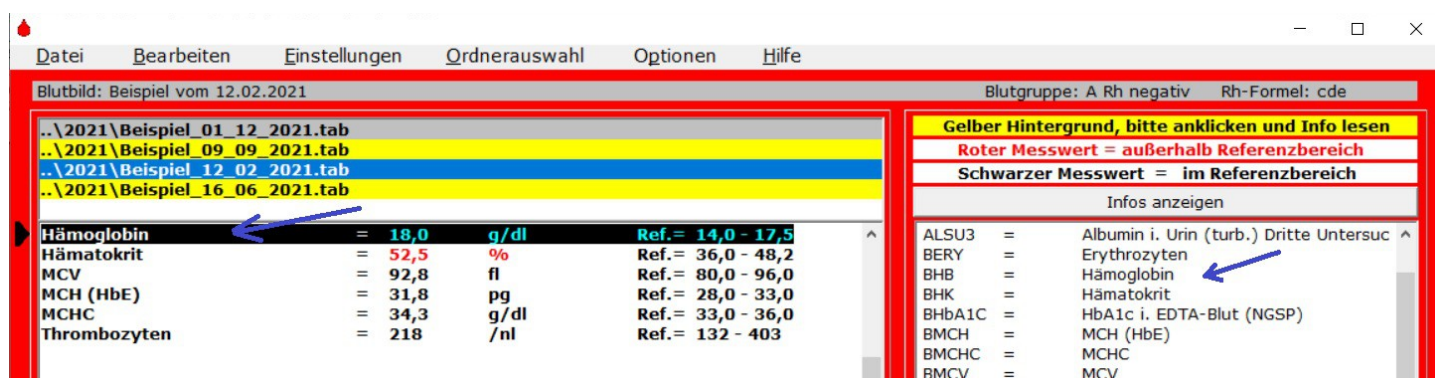 Datei Bearbeiten Einstellungen Ordnerauswahl Optionen Hilfe
Blutbild: Beispiel vom 12.02.2021 Blutgruppe: A Rh negativ Rh-Formel: cde
..\2021\Beispiel_01_12_2021.tab
..\2021\Beispiel_09_09_2021.tab
..\2021\Beispiel_12_02_2021.tab
..\2021\Beispiel_16_06_2021.tab
Hämoglobin = 18,0 g/dl Ref.= 14,0 - 17,5
Hämatokrit = 52,5 % Ref.= 36,0 - 48,2
MCV = 92,8 fl Ref.= 80,0 - 96,0
MCH (HbE) = 31,8 pg Ref.= 28,0 - 33,0
MCHC = 34,3 g/dl Ref.= 33,0 - 36,0
Thrombozyten = 218 /nl Ref.= 132 - 403
Gelber Hintergrund, bitte anklicken und Info lesen
Roter Messwert = außerhalb Referenzbereich
Schwarzer Messwert = im Referenzbereich
Infos anzeigen
ALSU3 = Albumin i. Urin (turb.) Dritte Untersuc
BERY = Erythrozyten
BHB = Hämoglobin
BHK = Hämatokrit
BHbA1C = HbA1c i. EDTA-Blut (NGSP)
BMCH = MCH (HbE)
BMCHC = MCHC
BMCV = MCV